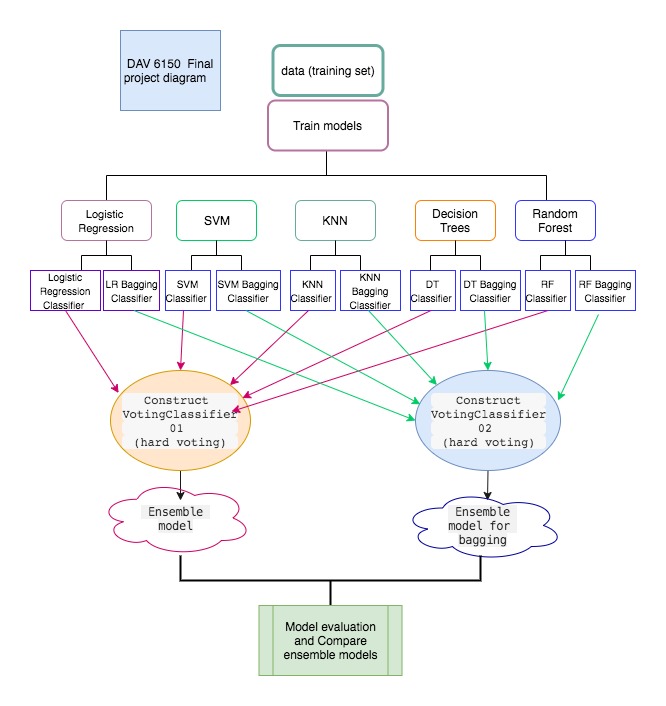 DAV 6150 Final
project diagram
data (training set)
Train models
Logistic
Regression
SVM
KNN
Decision
Trees
Random
Forest
Logistic
Regression
Classifier
LR Bagging
Classifier
SVM
Classifier
SVM Bagging
Classifier
KNN
Classifier
KNN
Bagging
Classifier
DT
Classifier
DT Bagging
Classifier
RF
Classifier
RF Bagging
Classifier
Construct
VotingClassifier
01
(hard voting)
Construct
VotingClassifier
02
(hard voting)
Ensemble
model
Ensemble
model for
bagging
Model evaluation
and Compare
ensemble models